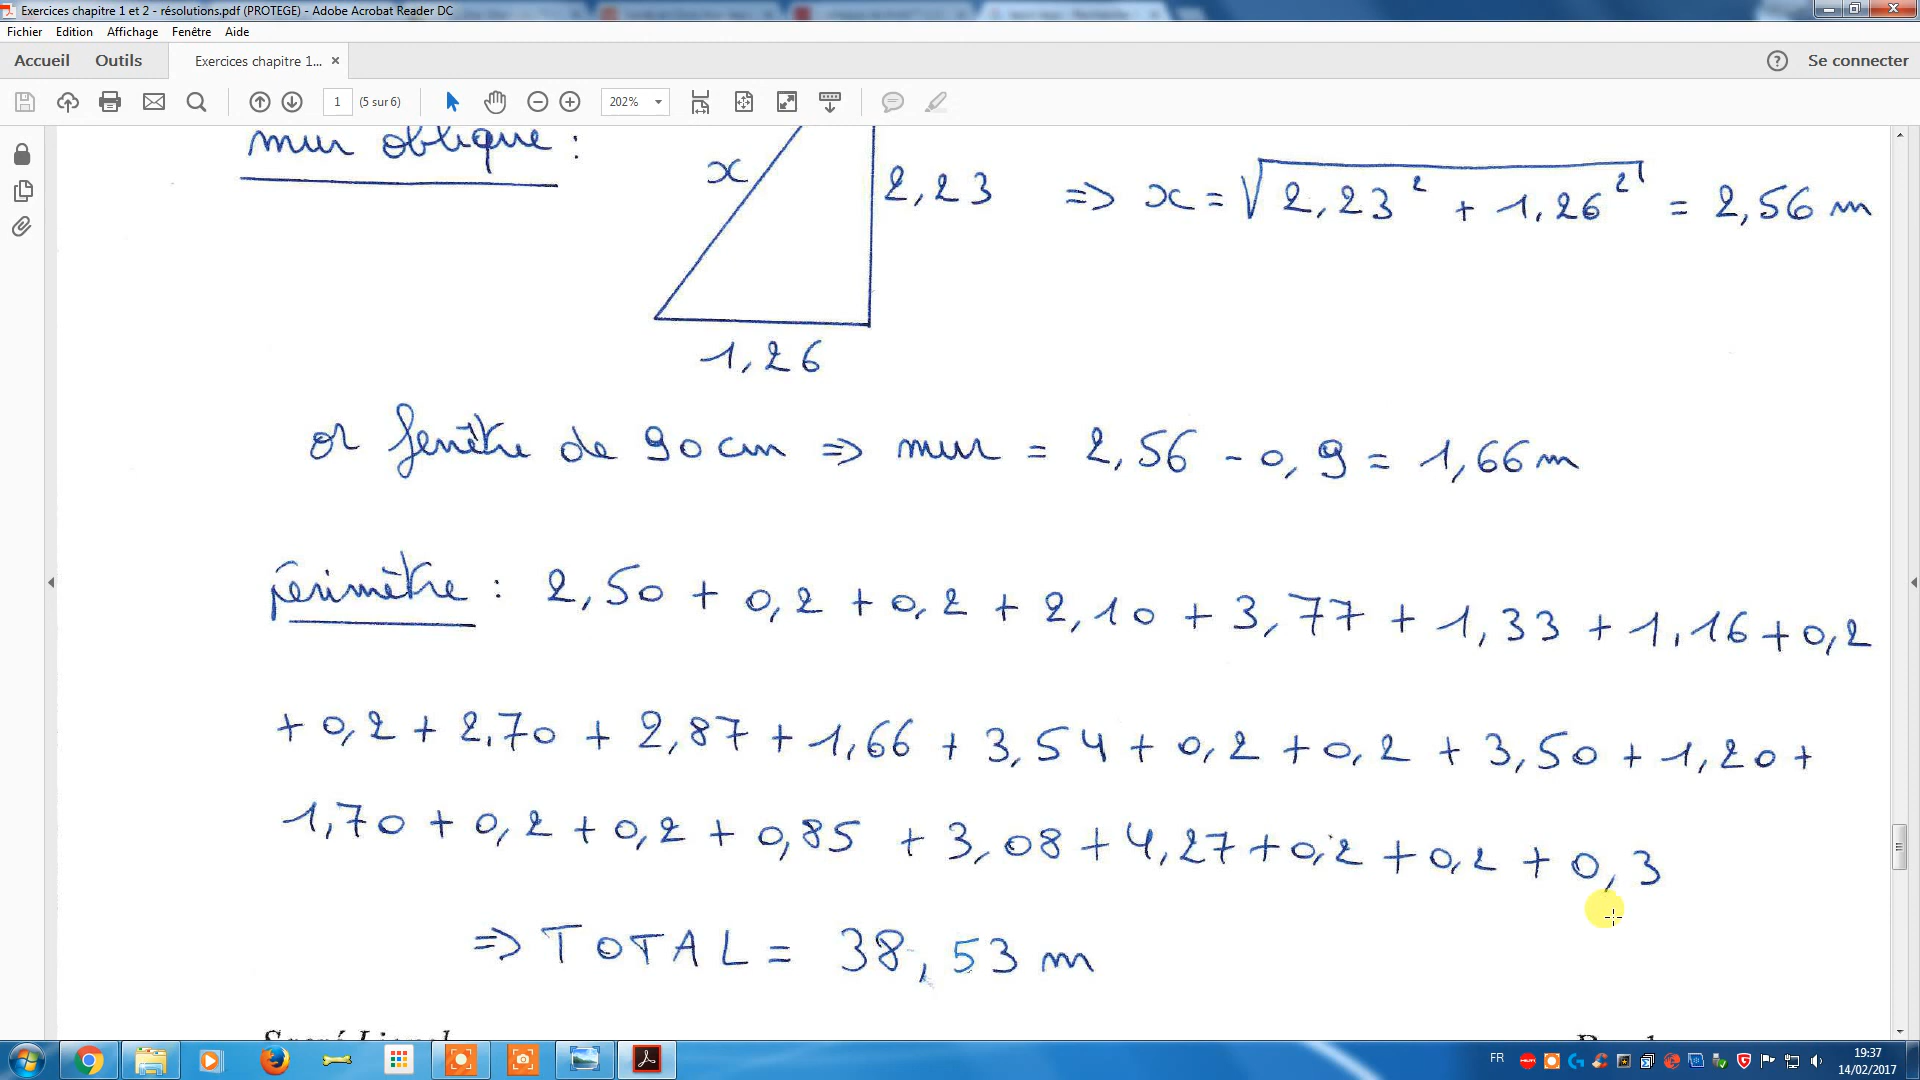 Exercices chapitre 1 et 2 - résolutions.pdf (PROTEGE) - Adobe Acrobat Reader DC
Fichier Edition Affichage Fenêtre Aide
Accueil Outils Exercices chapitre 1... × ? Se connecter
1 (5 sur 6) 202%
mur oblique :
x
2,23
=> x = √2,23² + 1,26² = 2,56 m
1,26
or fenêtre de 90 cm => mur = 2,56 - 0,9 = 1,66 m
périmètre : 2,50 + 0,2 + 0,2 + 2,10 + 3,77 + 1,33 + 1,16 + 0,2
+ 0,2 + 2,70 + 2,87 + 1,66 + 3,54 + 0,2 + 0,2 + 3,50 + 1,20 +
1,70 + 0,2 + 0,2 + 0,85 + 3,08 + 4,27 + 0,2 + 0,2 + 0,3
=> TOTAL = 38,53 m
FR
19:37
14/02/2017